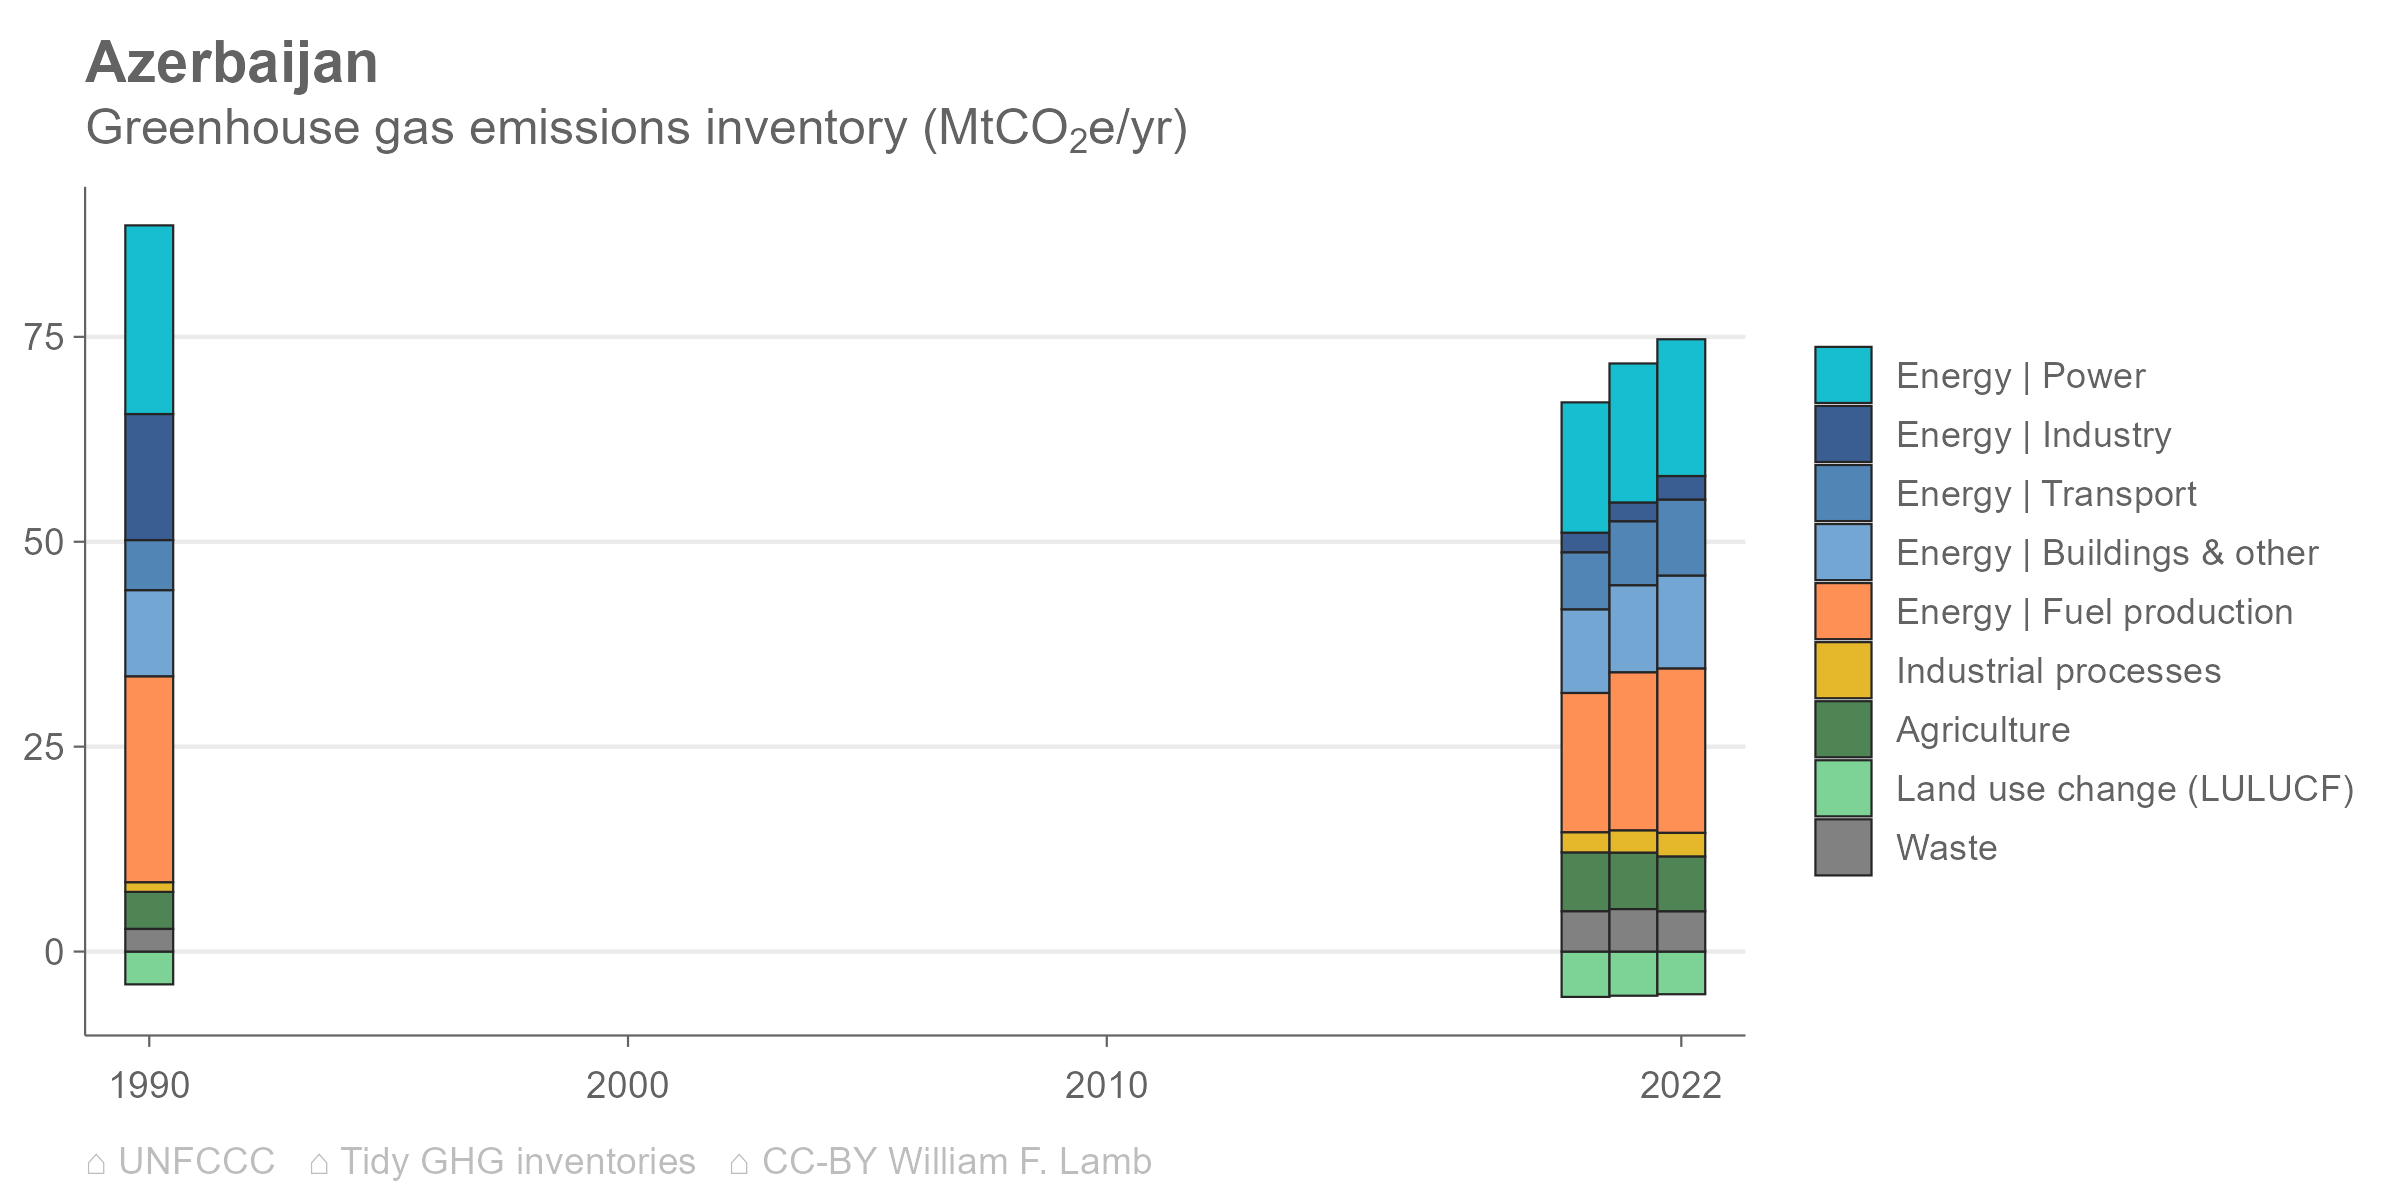 Azerbaijan
Greenhouse gas emissions inventory (MtCO₂e/yr)
75
50
25
0
1990 2000 2010 2022
Energy | Power
Energy | Industry
Energy | Transport
Energy | Buildings & other
Energy | Fuel production
Industrial processes
Agriculture
Land use change (LULUCF)
Waste
⌂ UNFCCC ⌂ Tidy GHG inventories ⌂ CC-BY William F. Lamb